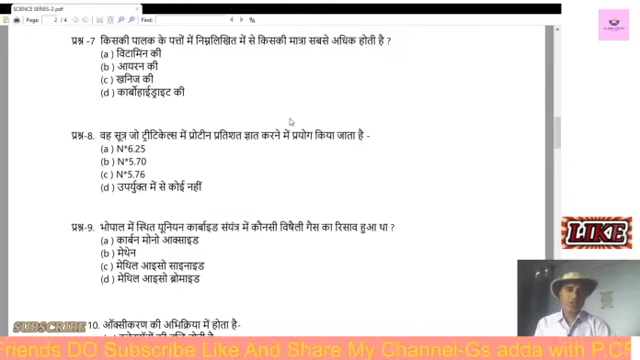 SCIENCE SERIES-2.pdf
Page: 2 / 4
Find:
प्रश्न -7 किसकी पालक के पत्तों में निम्नलिखित में से किसकी मात्रा सबसे अधिक होती है ?
(a) विटामिन की
(b) आयरन की
(c) खनिज की
(d) कार्बोहाईड्राइट की
प्रश्न-8. वह सूत्र जो ट्रीटिकेल्स में प्रोटीन प्रतिशत ज्ञात करने में प्रयोग किया जाता है -
(a) N*6.25
(b) N*5.70
(c) N*5.76
(d) उपर्युक्त में से कोई नहीं
प्रश्न-9. भोपाल में स्थित यूनियन कार्बाइड संयंत्र में कौनसी विषैली गैस का रिसाव हुआ था ?
(a) कार्बन मोनो आक्साइड
(b) मेथेन
(c) मेथिल आइसो साइनाइड
(d) मेथिल आइसो ब्रोमाइड
LIKE
SUBSCRIBE
10. ऑक्सीकरण की अभिक्रिया में होता है-
Friends DO Subscribe Like And Share My Channel-Gs adda with P.C